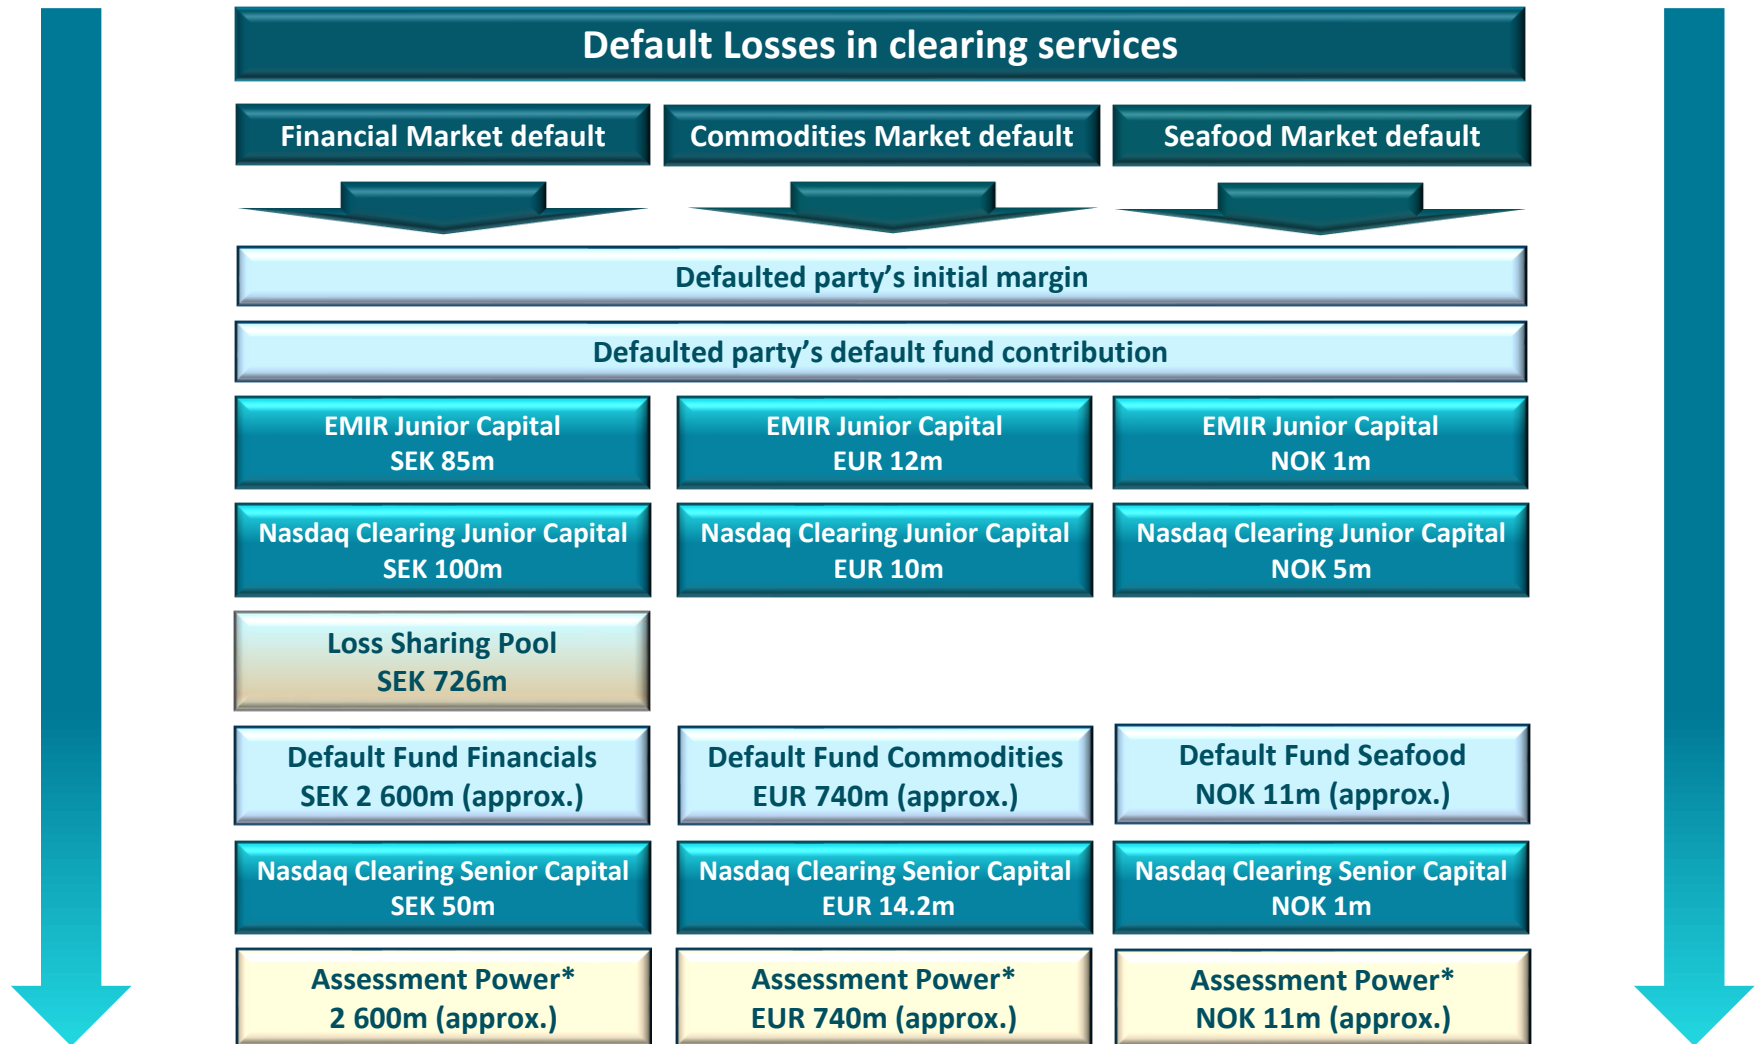 Default Losses in clearing services
Financial Market default
Commodities Market default
Seafood Market default
Defaulted party’s initial margin
Defaulted party’s default fund contribution
EMIR Junior Capital
SEK 85m
EMIR Junior Capital
EUR 12m
EMIR Junior Capital
NOK 1m
Nasdaq Clearing Junior Capital
SEK 100m
Nasdaq Clearing Junior Capital
EUR 10m
Nasdaq Clearing Junior Capital
NOK 5m
Loss Sharing Pool
SEK 726m
Default Fund Financials
SEK 2 600m (approx.)
Default Fund Commodities
EUR 740m (approx.)
Default Fund Seafood
NOK 11m (approx.)
Nasdaq Clearing Senior Capital
SEK 50m
Nasdaq Clearing Senior Capital
EUR 14.2m
Nasdaq Clearing Senior Capital
NOK 1m
Assessment Power*
2 600m (approx.)
Assessment Power*
EUR 740m (approx.)
Assessment Power*
NOK 11m (approx.)